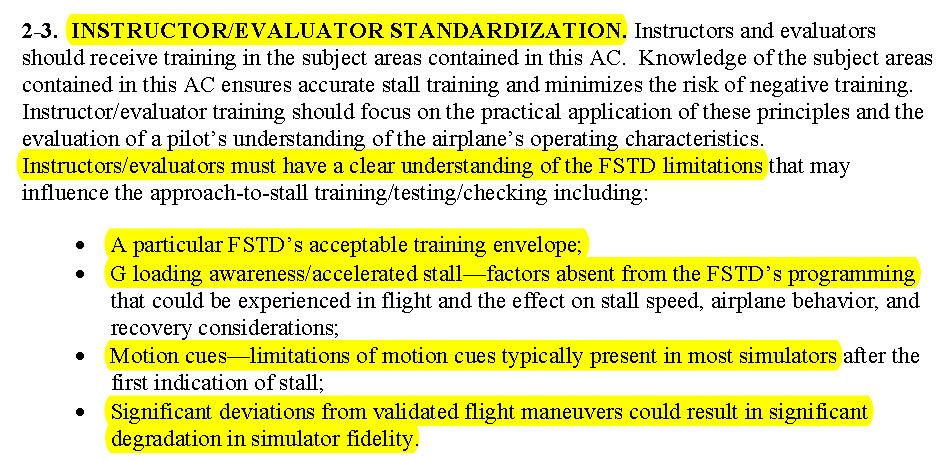 2-3. INSTRUCTOR/EVALUATOR STANDARDIZATION. Instructors and evaluators
should receive training in the subject areas contained in this AC. Knowledge of the subject areas
contained in this AC ensures accurate stall training and minimizes the risk of negative training.
Instructor/evaluator training should focus on the practical application of these principles and the
evaluation of a pilot's understanding of the airplane's operating characteristics.
Instructors/evaluators must have a clear understanding of the FSTD limitations that may
influence the approach-to-stall training/testing/checking including:
• A particular FSTD's acceptable training envelope;
• G loading awareness/accelerated stall—factors absent from the FSTD's programming
that could be experienced in flight and the effect on stall speed, airplane behavior, and
recovery considerations;
• Motion cues—limitations of motion cues typically present in most simulators after the
first indication of stall;
• Significant deviations from validated flight maneuvers could result in significant
degradation in simulator fidelity.